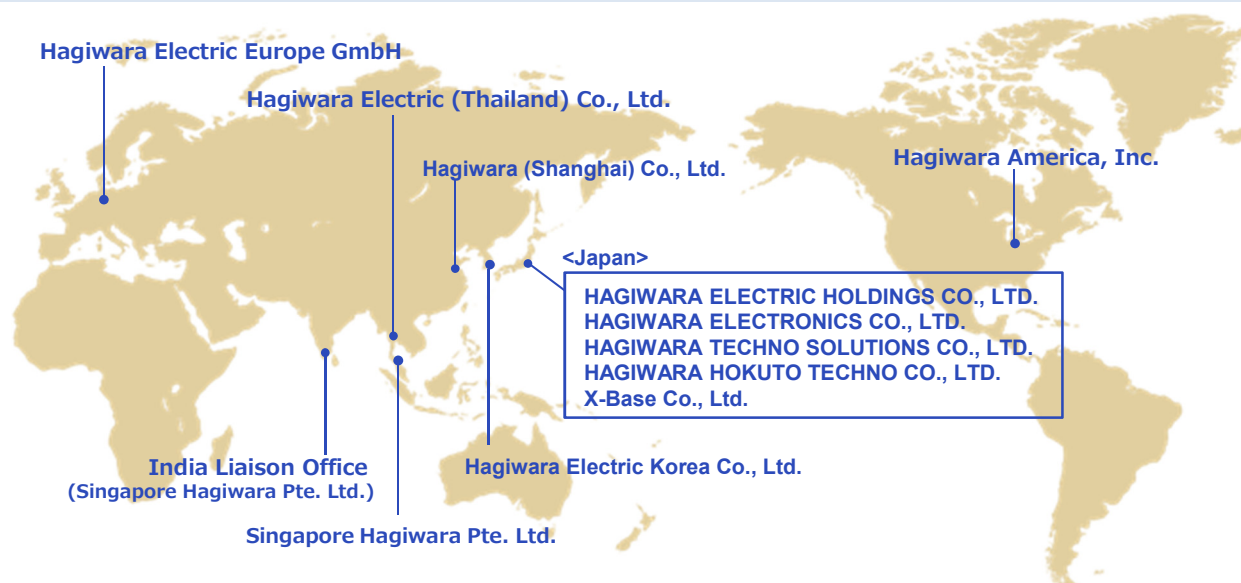 Hagiwara Electric Europe GmbH
Hagiwara Electric (Thailand) Co., Ltd.
Hagiwara (Shanghai) Co., Ltd.
Hagiwara America, Inc.
<Japan>
HAGIWARA ELECTRIC HOLDINGS CO., LTD.
HAGIWARA ELECTRONICS CO., LTD.
HAGIWARA TECHNO SOLUTIONS CO., LTD.
HAGIWARA HOKUTO TECHNO CO., LTD.
X-Base Co., Ltd.
India Liaison Office
(Singapore Hagiwara Pte. Ltd.)
Hagiwara Electric Korea Co., Ltd.
Singapore Hagiwara Pte. Ltd.